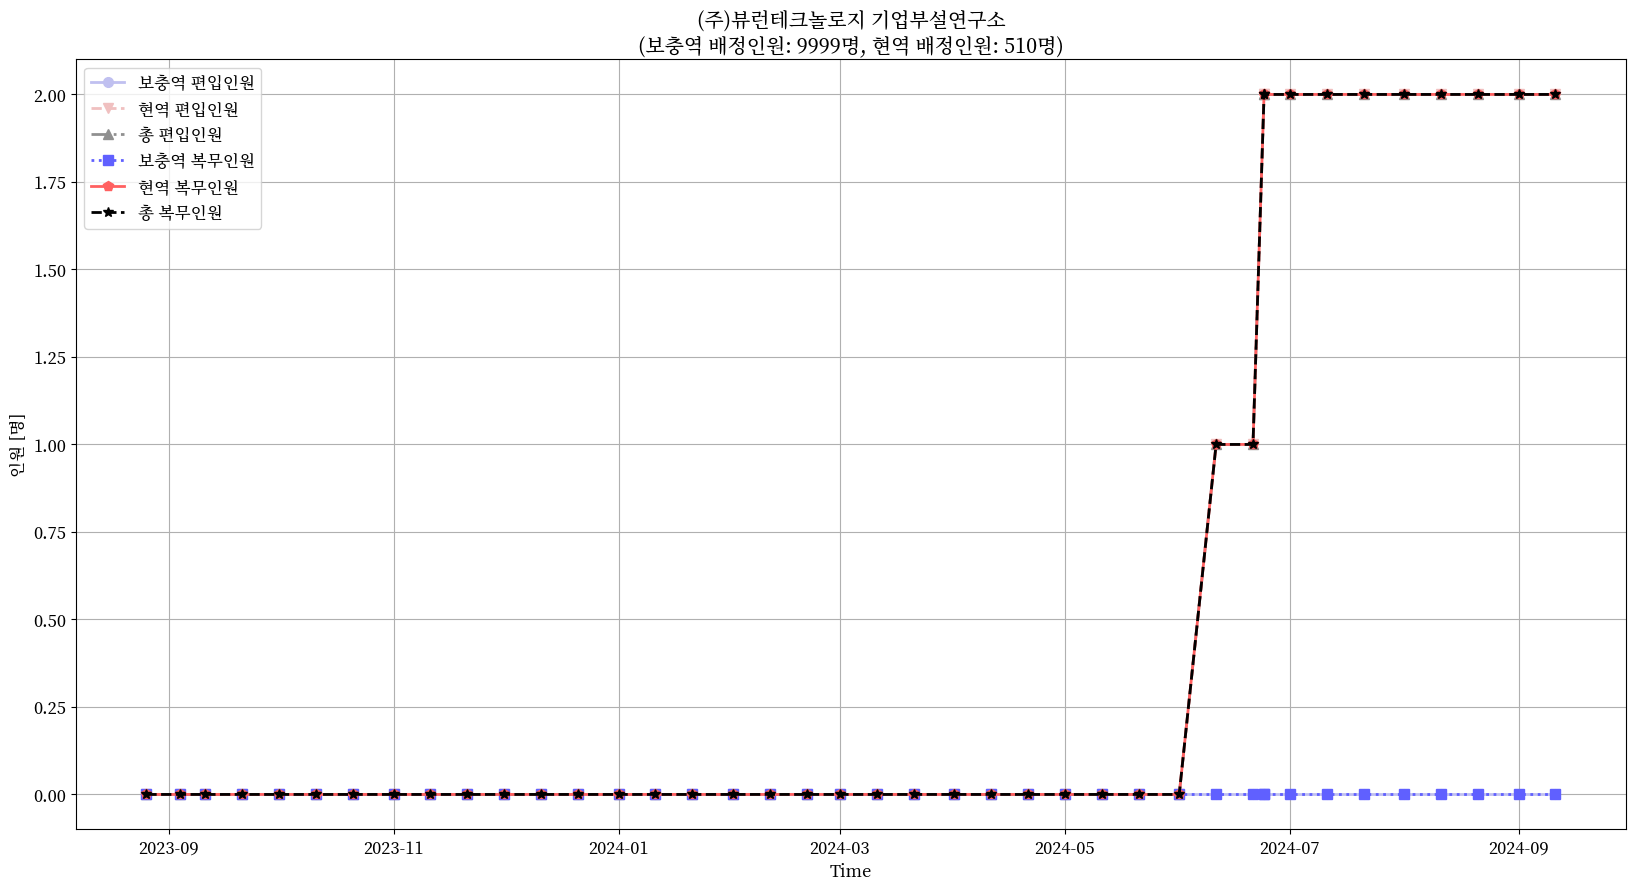 (주)뷰런테크놀로지 기업부설연구소
(보충역 배정인원: 9999명, 현역 배정인원: 510명)
보충역 편입인원
현역 편입인원
총 편입인원
보충역 복무인원
현역 복무인원
총 복무인원
2.00
1.75
1.50
1.25
1.00
0.75
0.50
0.25
0.00
인원 [명]
2023-09 2023-11 2024-01 2024-03 2024-05 2024-07 2024-09
Time